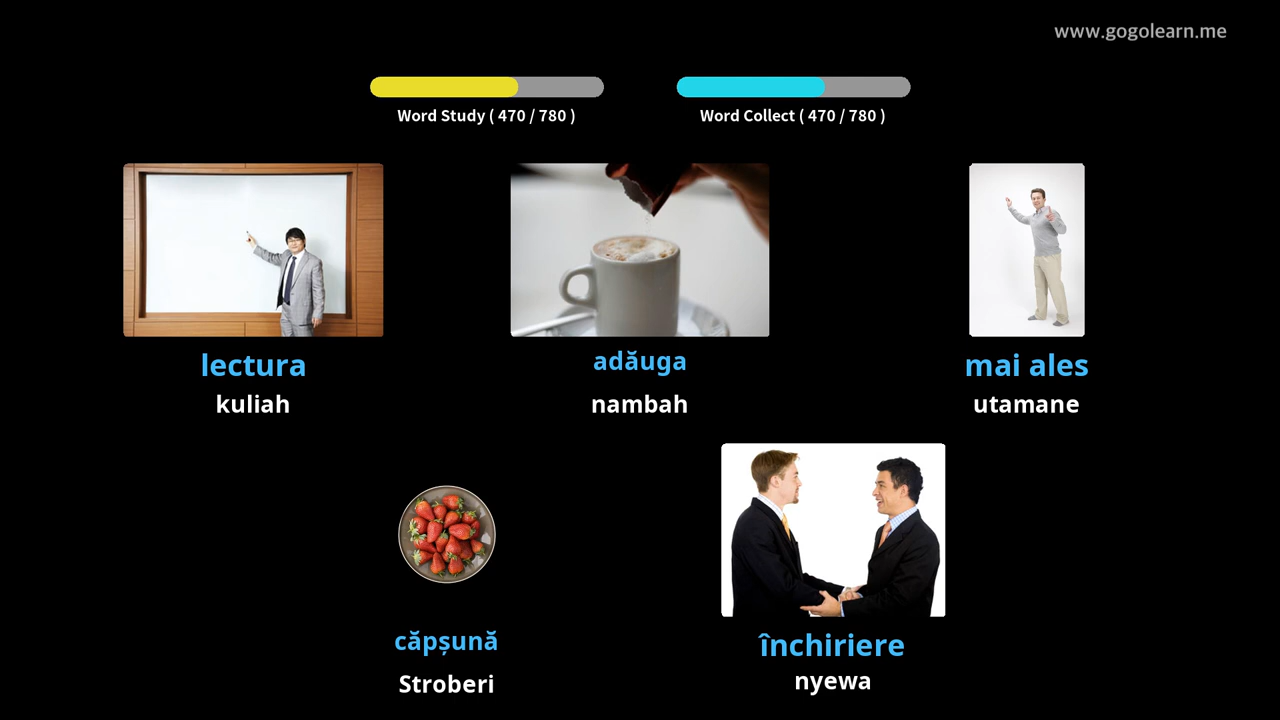 www.gogolearn.me
Word Study ( 470 / 780 )
Word Collect ( 470 / 780 )
lectura
kuliah
adăuga
nambah
mai ales
utamane
căpșună
Stroberi
închiriere
nyewa